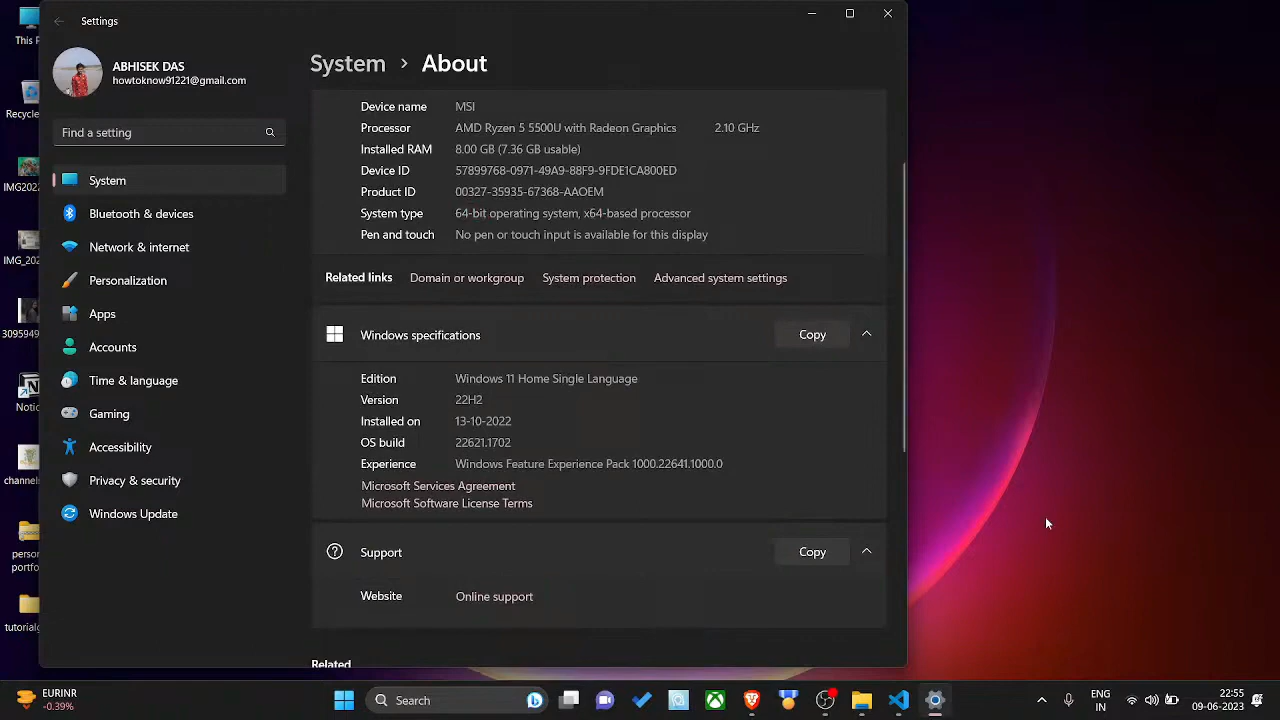 This P
Recycle
IMG2022
IMG_202
3095949
Notio
channels
person
portfo
tutorialg
Settings
ABHISEK DAS
howtoknow91221@gmail.com
Find a setting
System
Bluetooth & devices
Network & internet
Personalization
Apps
Accounts
Time & language
Gaming
Accessibility
Privacy & security
Windows Update
System > About
Device name MSI
Processor AMD Ryzen 5 5500U with Radeon Graphics 2.10 GHz
Installed RAM 8.00 GB (7.36 GB usable)
Device ID 57899768-0971-49A9-88F9-9FDE1CA800ED
Product ID 00327-35935-67368-AAOEM
System type 64-bit operating system, x64-based processor
Pen and touch No pen or touch input is available for this display
Related links Domain or workgroup System protection Advanced system settings
Windows specifications Copy
Edition Windows 11 Home Single Language
Version 22H2
Installed on 13-10-2022
OS build 22621.1702
Experience Windows Feature Experience Pack 1000.22641.1000.0
Microsoft Services Agreement
Microsoft Software License Terms
Support Copy
Website Online support
Related
EURINR
-0.39%
Search
ENG
IN
22:55
09-06-2023